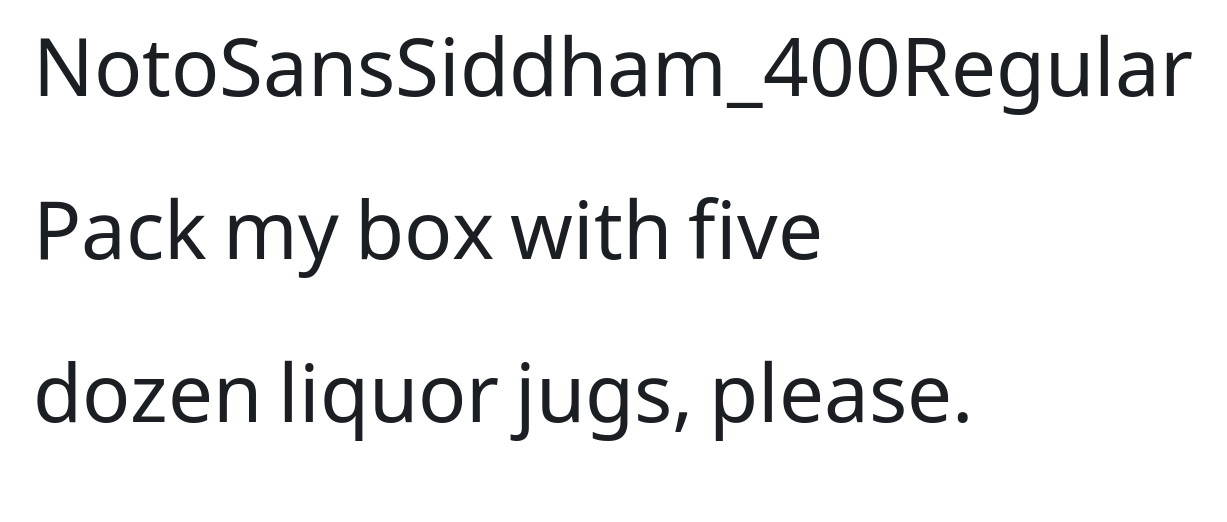 NotoSansSiddham_400Regular
Pack my box with five
dozen liquor jugs, please.